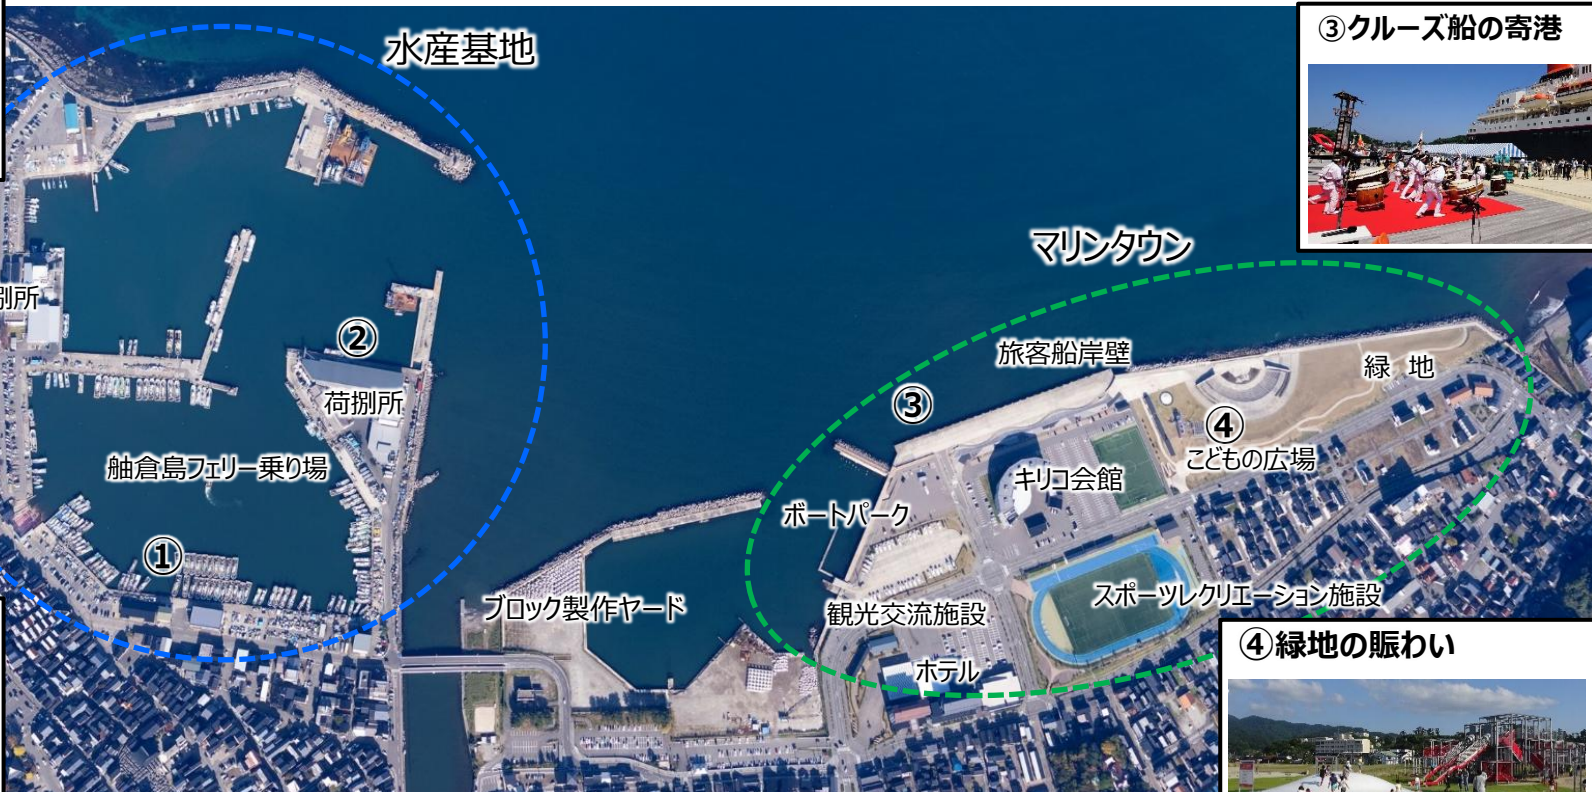 水産基地
③クルーズ船の寄港
マリンタウン
捌所
②
旅客船岸壁
緑 地
荷捌所
③
④
こどもの広場
舳倉島フェリー乗り場
キリコ会館
ボートパーク
①
ブロック製作ヤード
観光交流施設
スポーツレクリエーション施設
④緑地の賑わい
ホテル